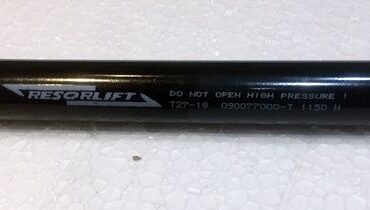 RESORLIFT
DO NOT OPEN HIGH PRESSURE !
T27-18 090077000-T 1150 N